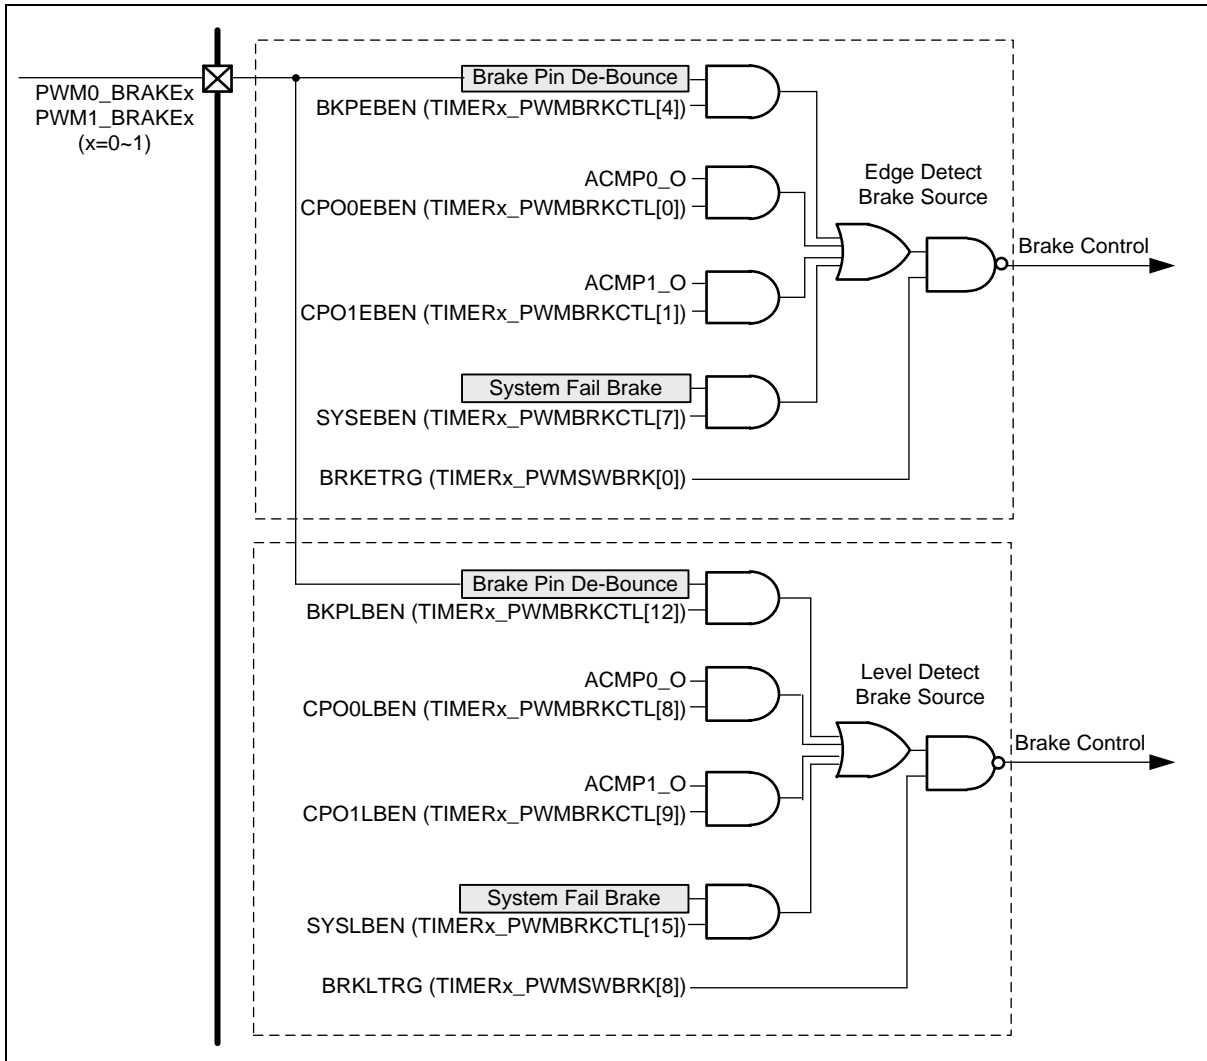 PWM0_BRAKEx
PWM1_BRAKEx
(x=0~1)
Brake Pin De-Bounce
BKPEBEN (TIMERx_PWMBRKCTL[4])
ACMP0_O
CPO0EBEN (TIMERx_PWMBRKCTL[0])
Edge Detect
Brake Source
Brake Control
ACMP1_O
CPO1EBEN (TIMERx_PWMBRKCTL[1])
System Fail Brake
SYSEBEN (TIMERx_PWMBRKCTL[7])
BRKETRG (TIMERx_PWMSWBRK[0])
Brake Pin De-Bounce
BKPLBEN (TIMERx_PWMBRKCTL[12])
ACMP0_O
CPO0LBEN (TIMERx_PWMBRKCTL[8])
Level Detect
Brake Source
Brake Control
ACMP1_O
CPO1LBEN (TIMERx_PWMBRKCTL[9])
System Fail Brake
SYSLBEN (TIMERx_PWMBRKCTL[15])
BRKLTRG (TIMERx_PWMSWBRK[8])